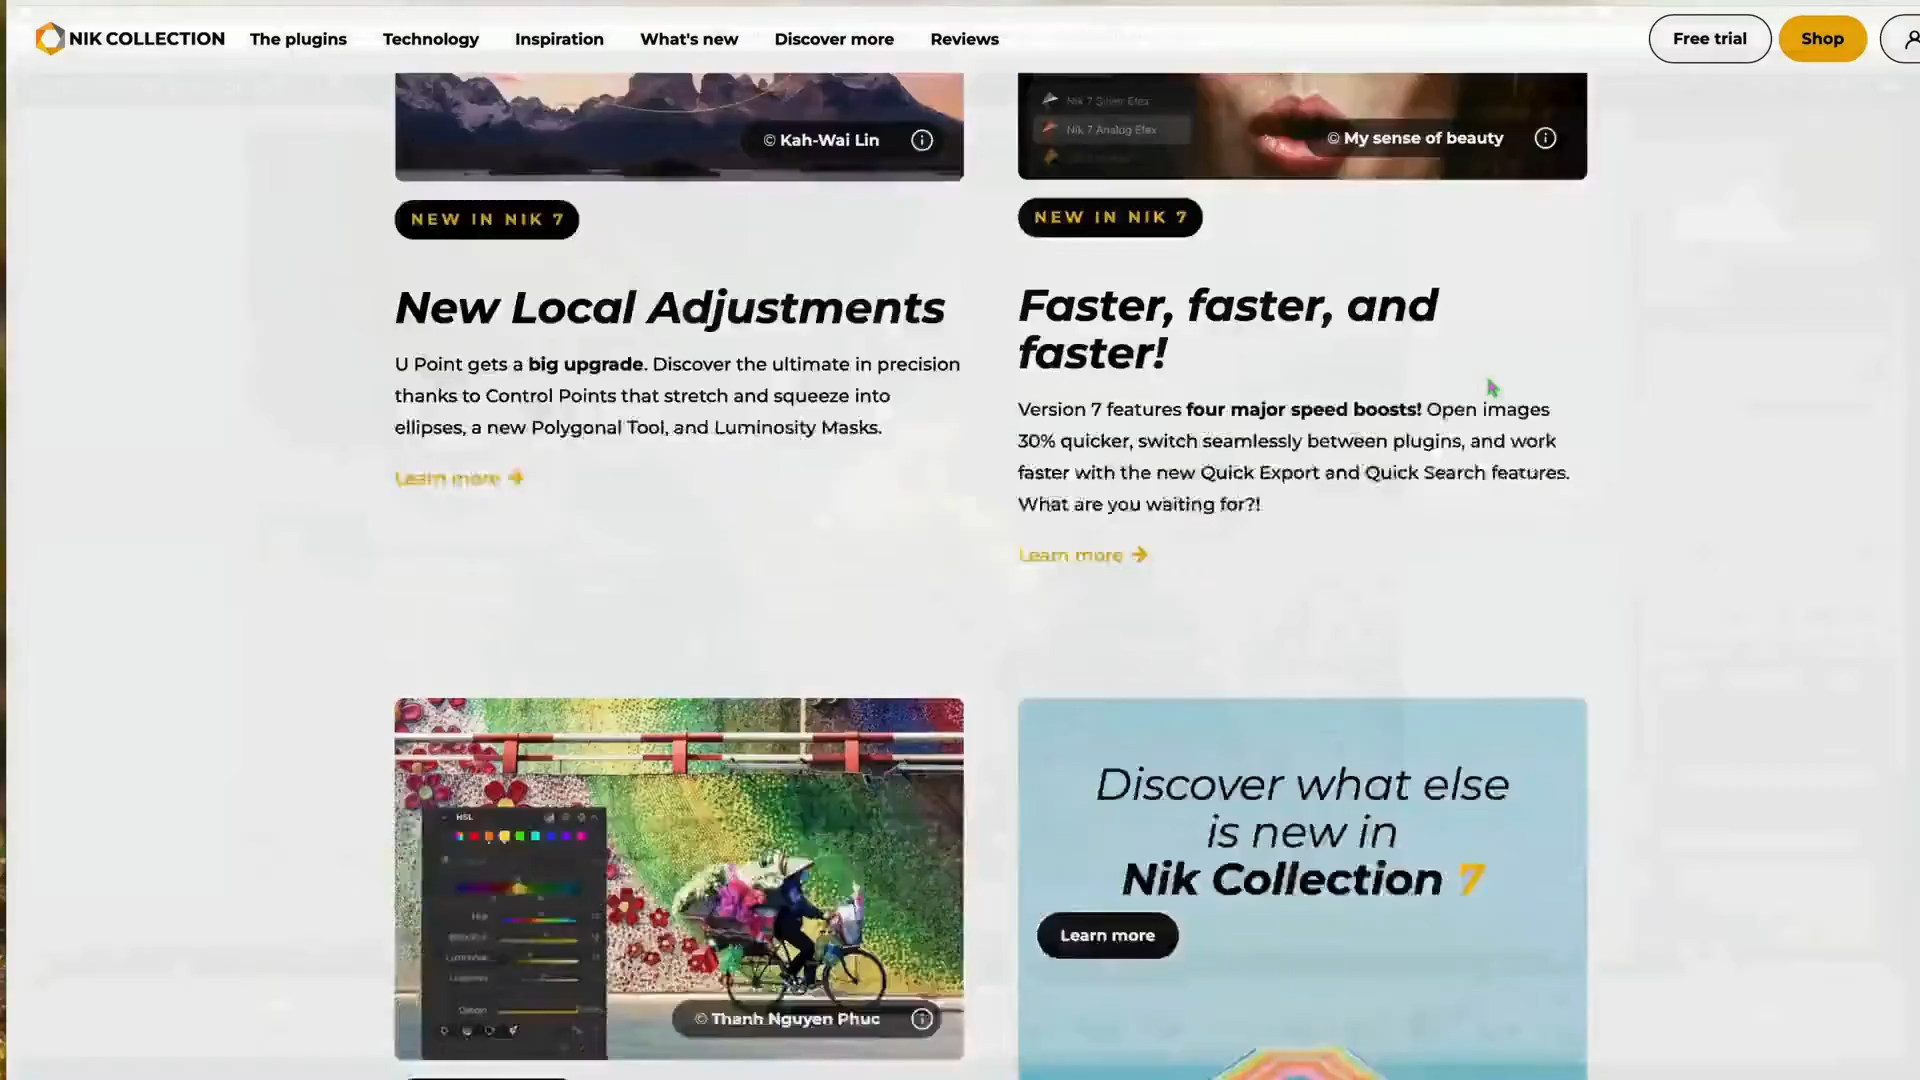 NIK COLLECTION
The plugins
Technology
Inspiration
What's new
Discover more
Reviews
Free trial
Shop
© Kah-Wai Lin
NEW IN NIK 7
New Local Adjustments
U Point gets a big upgrade. Discover the ultimate in precision
thanks to Control Points that stretch and squeeze into
ellipses, a new Polygonal Tool, and Luminosity Masks.
Learn more
Nik 7 Silver Efex
Nik 7 Analog Efex
© My sense of beauty
NEW IN NIK 7
Faster, faster, and
faster!
Version 7 features four major speed boosts! Open images
30% quicker, switch seamlessly between plugins, and work
faster with the new Quick Export and Quick Search features.
What are you waiting for?!
Learn more
HSL
Hue
© Thanh Nguyen Phuc
Discover what else
is new in
Nik Collection 7
Learn more